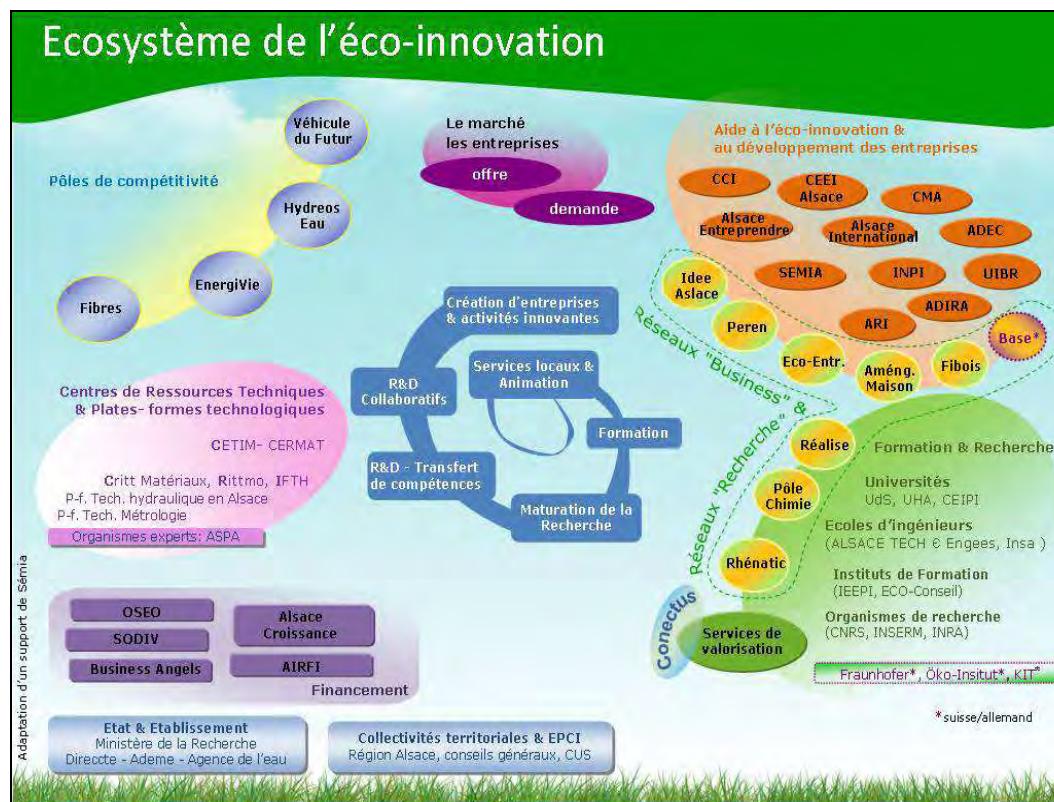 Ecosystème de l'éco-innovation
Pôles de compétitivité
Véhicule
du Futur
Hydreos
Eau
EnergiVie
Fibres
Le marché
les entreprises
offre
demande
Aide à l'éco-innovation &
au développement des entreprises
CCI
CEEI
Alsace
CMA
Alsace
Entreprendre
Alsace
International
ADEC
SEMIA
INPI
UIBR
ADIRA
ARI
Idee
Aslace
Peren
Eco-Entr.
Améng.
Maison
Fibois
Base*
Réseaux "Business" &
Réseaux "Recherche"
Réalise
Pôle
Chimie
Rhénatic
Création d'entreprises
& activités innovantes
Services locaux &
Animation
R&D
Collaboratifs
Formation
R&D - Transfert
de compétences
Maturation de la
Recherche
Centres de Ressources Techniques
& Plates- formes technologiques
CETIM- CERMAT
Critt Matériaux, Rittmo, IFTH
P-f. Tech. hydraulique en Alsace
P-f. Tech. Métrologie
Organismes experts: ASPA
Formation & Recherche
Universités
UdS, UHA, CEIPI
Ecoles d'ingénieurs
(ALSACE TECH € Engees, Insa )
Instituts de Formation
(IEEPI, ECO-Conseil)
Organismes de recherche
(CNRS, INSERM, INRA)
Conectus
Services de
valorisation
Fraunhofer*, Öko-Insitut*, KIT*
*suisse/allemand
OSEO
SODIV
Business Angels
Alsace
Croissance
AIRFI
Financement
Etat & Etablissement
Ministère de la Recherche
Direccte - Ademe - Agence de l'eau
Collectivités territoriales & EPCI
Région Alsace, conseils généraux, CUS
Adaptation d'un support de Sémia